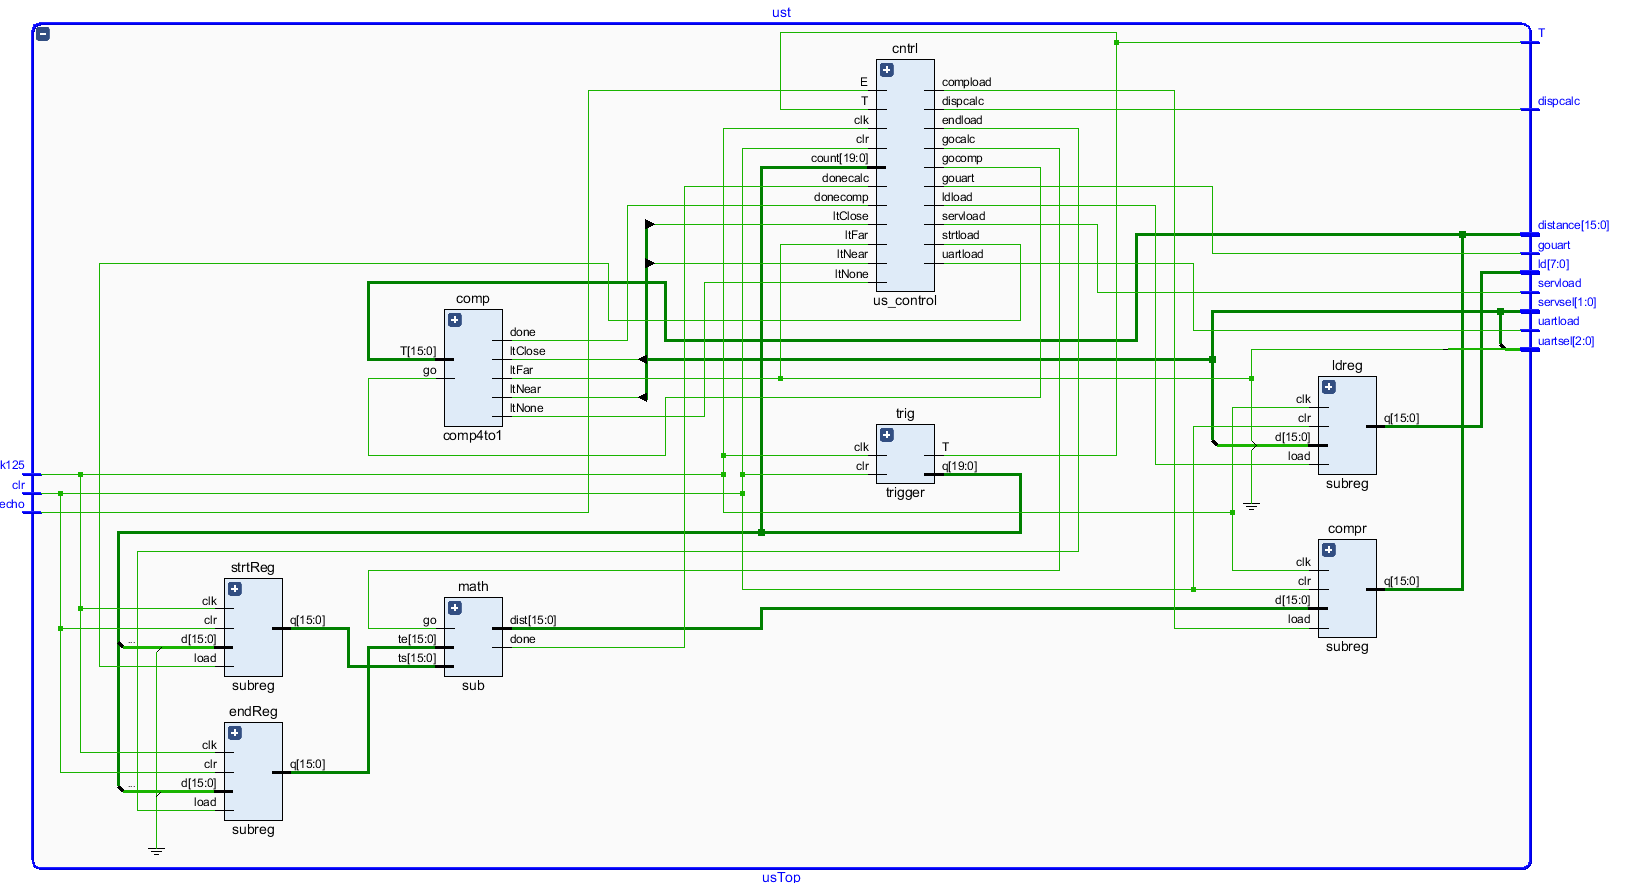 ust
T
cntrl
E
T
clk
clr
count[19:0]
donecalc
donecomp
ltClose
ltFar
ltNear
ltNone
compload
dispcalc
endload
gocalc
gocomp
gouart
ldload
servload
strtload
uartload
us_control
dispcalc
distance[15:0]
gouart
ld[7:0]
servload
servsel[1:0]
uartload
uartsel[2:0]
comp
T[15:0]
go
done
ltClose
ltFar
ltNear
ltNone
comp4to1
trig
clk
clr
T
q[19:0]
trigger
ldreg
clk
clr
d[15:0]
load
q[15:0]
subreg
k125
clr
echo
compr
clk
clr
d[15:0]
load
q[15:0]
subreg
strtReg
clk
clr
... d[15:0]
load
q[15:0]
subreg
math
go
te[15:0]
ts[15:0]
dist[15:0]
done
sub
endReg
clk
clr
... d[15:0]
load
q[15:0]
subreg
usTop